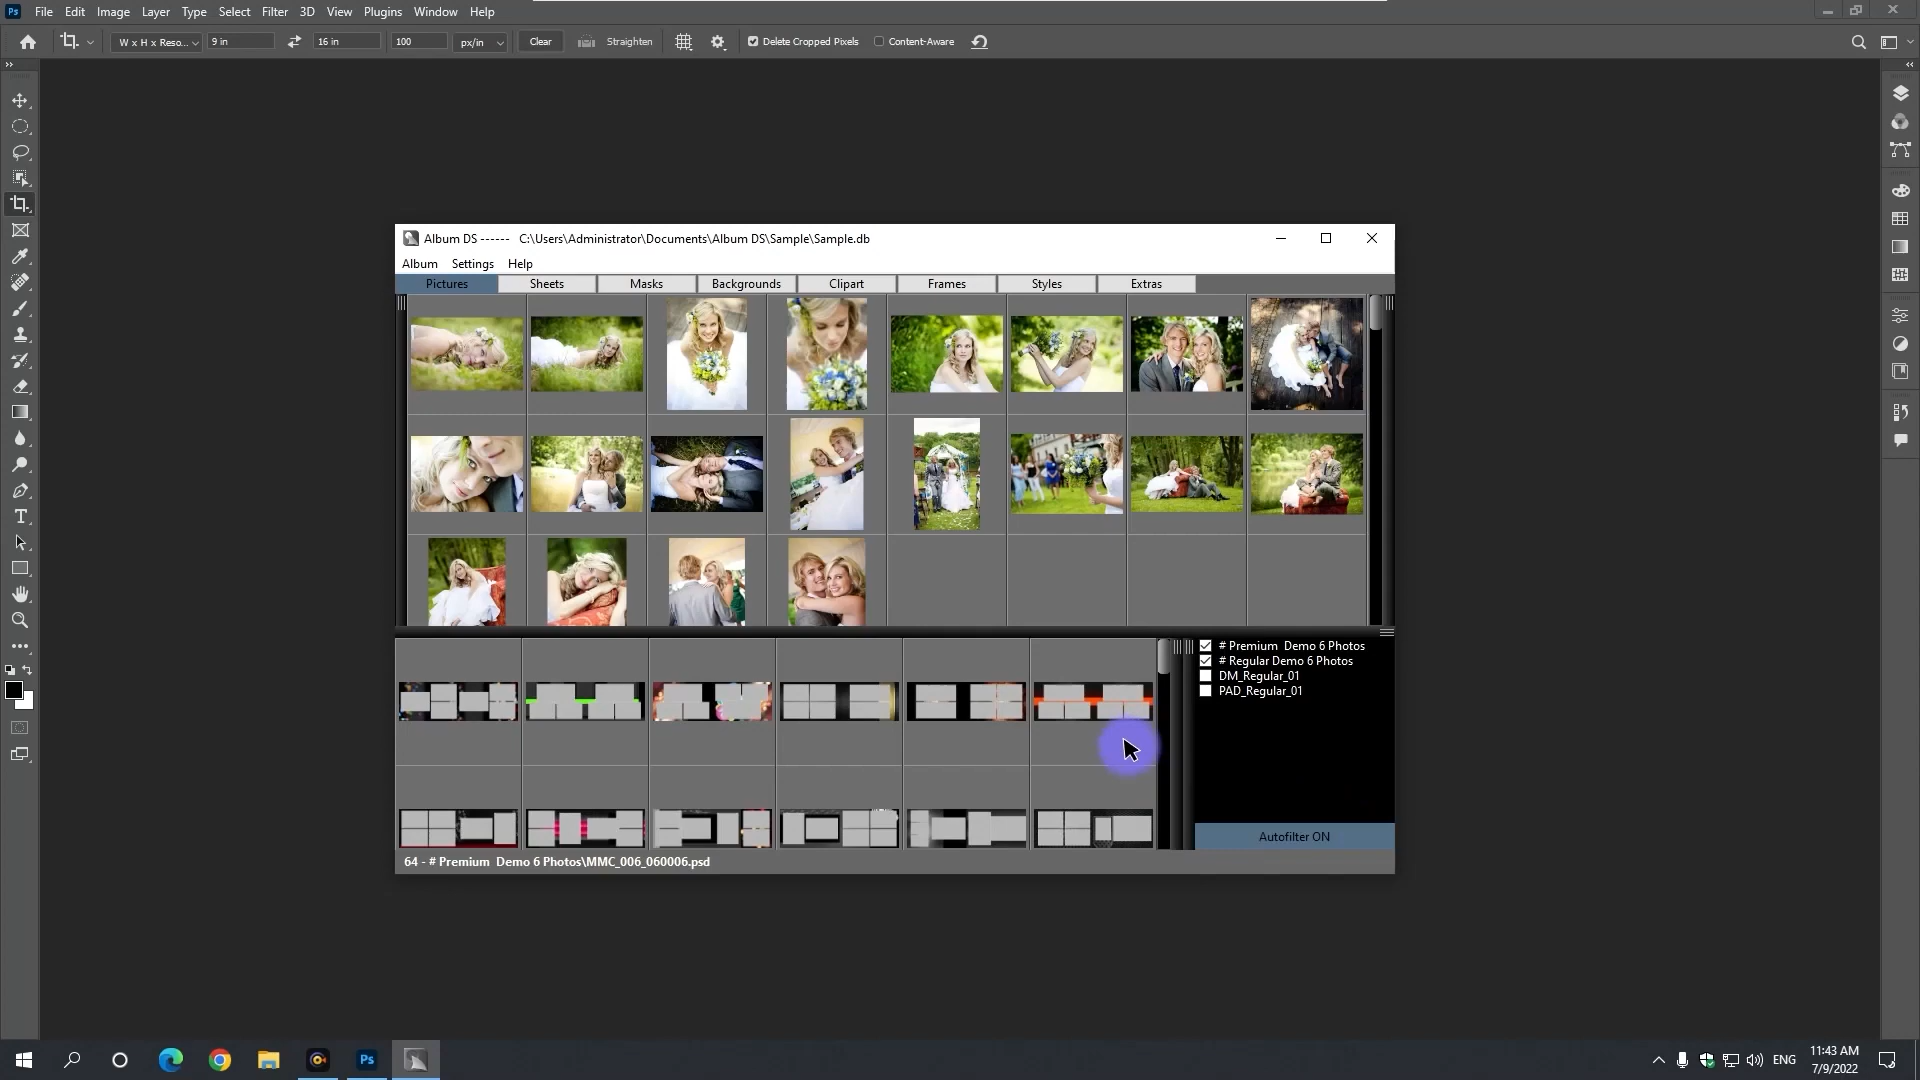 Ps File Edit Image Layer Type Select Filter 3D View Plugins Window Help
W x H x Reso... 9 in 16 in 100 px/in Clear Straighten Delete Cropped Pixels Content-Aware
Album DS ------ C:\Users\Administrator\Documents\Album DS\Sample\Sample.db
Album Settings Help
Pictures Sheets Masks Backgrounds Clipart Frames Styles Extras
# Premium Demo 6 Photos
# Regular Demo 6 Photos
DM_Regular_01
PAD_Regular_01
Autofilter ON
64 - # Premium Demo 6 Photos\MMC_006_060006.psd
Ps
ENG
11:43 AM
7/9/2022